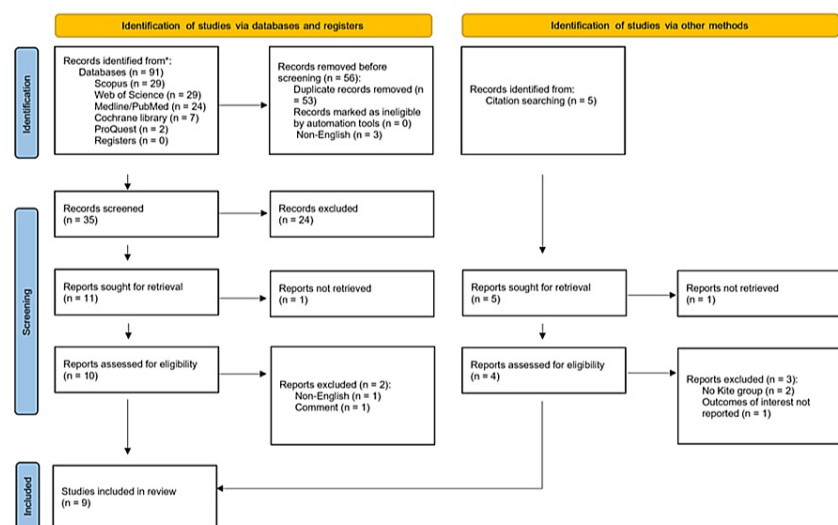 Identification of studies via databases and registers
Identification of studies via other methods
Identification
Records identified from*:
Databases (n = 91)
Scopus (n = 29)
Web of Science (n = 29)
Medline/PubMed (n = 24)
Cochrane library (n = 7)
ProQuest (n = 2)
Registers (n = 0)
Records removed before
screening (n = 56):
Duplicate records removed (n
= 53)
Records marked as ineligible
by automation tools (n = 0)
Non-English (n = 3)
Records identified from:
Citation searching (n = 5)
Screening
Records screened
(n = 35)
Records excluded
(n = 24)
Reports sought for retrieval
(n = 11)
Reports not retrieved
(n = 1)
Reports sought for retrieval
(n = 5)
Reports not retrieved
(n = 1)
Reports assessed for eligibility
(n = 10)
Reports excluded (n = 2):
Non-English (n = 1)
Comment (n = 1)
Reports assessed for eligibility
(n = 4)
Reports excluded (n = 3):
No Kite group (n = 2)
Outcomes of interest not
reported (n = 1)
Included
Studies included in review
(n = 9)